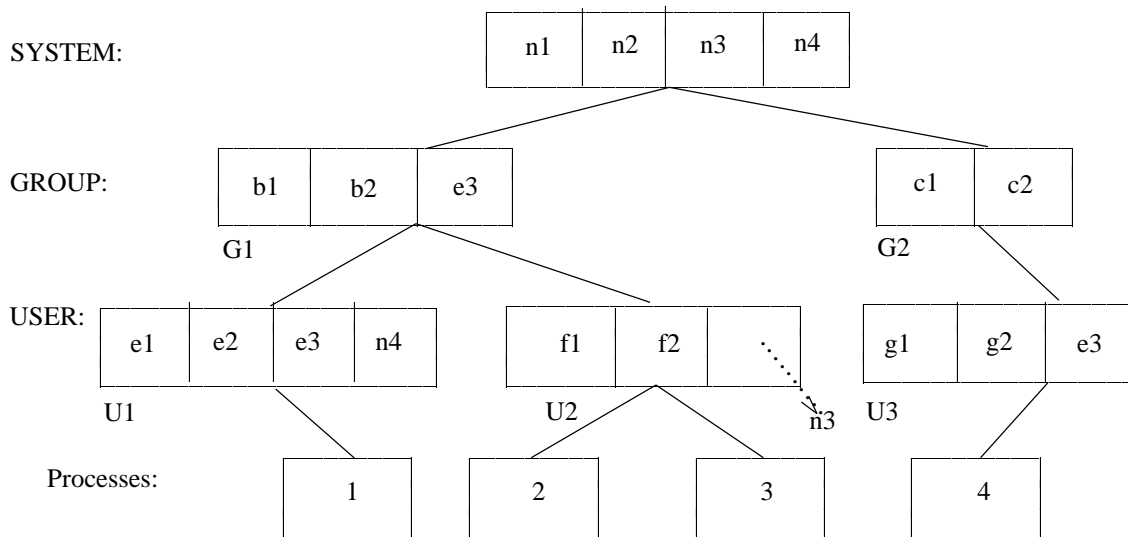 SYSTEM: n1 n2 n3 n4
GROUP: b1 b2 e3 c1 c2
G1 G2
USER: e1 e2 e3 n4 f1 f2 g1 g2 e3
U1 U2 n3 U3
Processes: 1 2 3 4